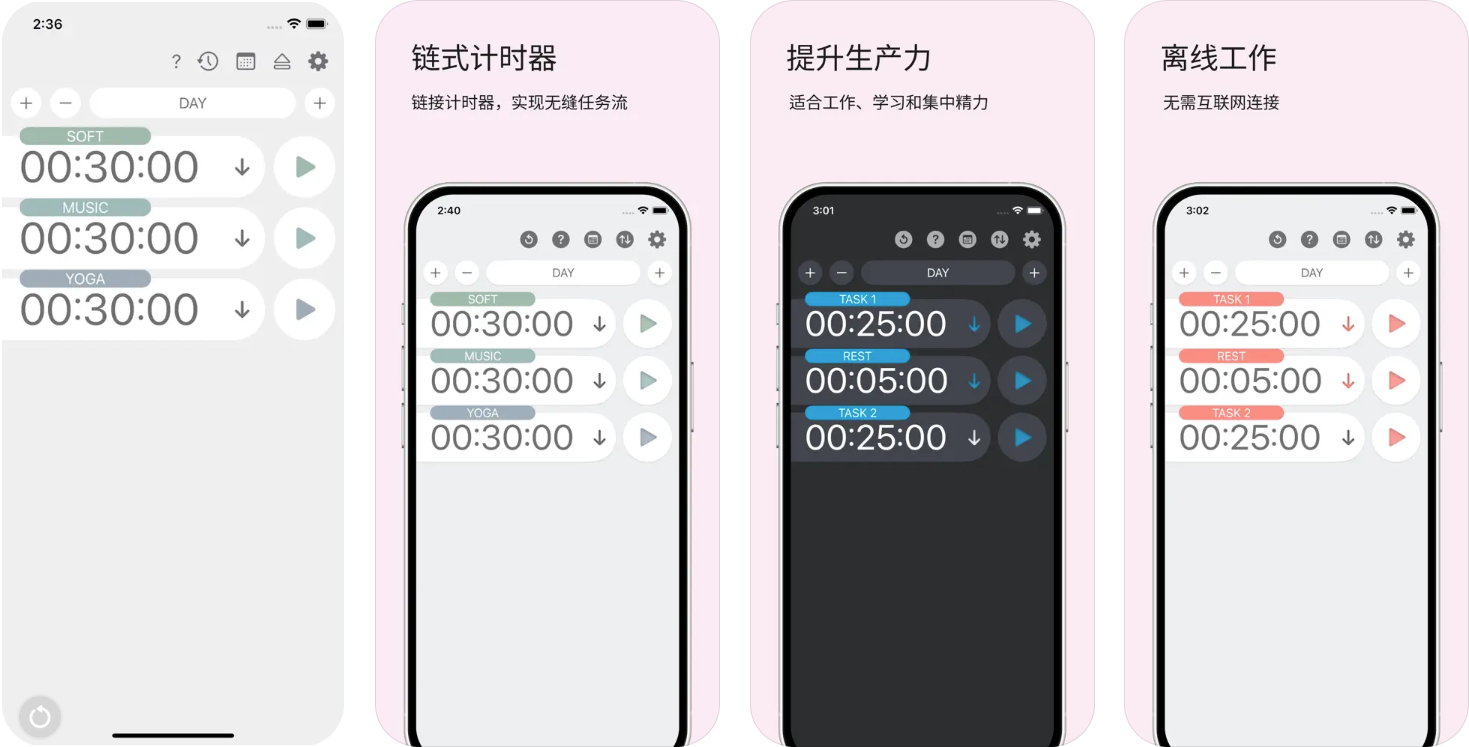 2:36
?
+ − DAY +
SOFT
00:30:00
MUSIC
00:30:00
YOGA
00:30:00
链式计时器
链接计时器，实现无缝任务流
2:40
?
+ − DAY +
SOFT
00:30:00
MUSIC
00:30:00
YOGA
00:30:00
提升生产力
适合工作、学习和集中精力
3:01
?
+ − DAY +
TASK 1
00:25:00
REST
00:05:00
TASK 2
00:25:00
离线工作
无需互联网连接
3:02
?
+ − DAY +
TASK 1
00:25:00
REST
00:05:00
TASK 2
00:25:00